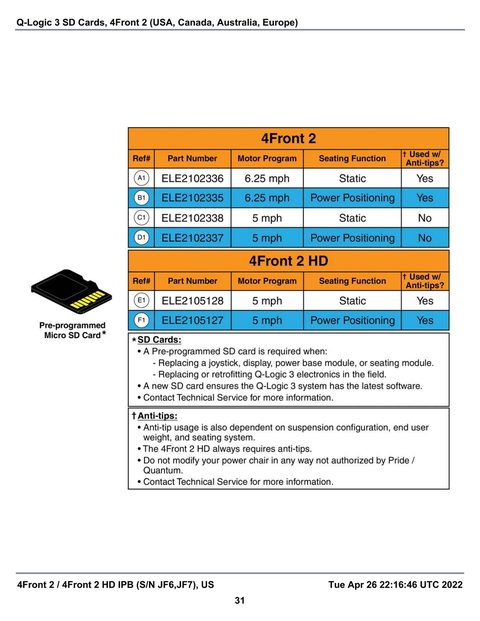 Q-Logic 3 SD Cards, 4Front 2 (USA, Canada, Australia, Europe)
4Front 2
Ref# Part Number Motor Program Seating Function † Used w/ Anti-tips?
A1 ELE2102336 6.25 mph Static Yes
B1 ELE2102335 6.25 mph Power Positioning Yes
C1 ELE2102338 5 mph Static No
D1 ELE2102337 5 mph Power Positioning No
4Front 2 HD
Ref# Part Number Motor Program Seating Function † Used w/ Anti-tips?
E1 ELE2105128 5 mph Static Yes
F1 ELE2105127 5 mph Power Positioning Yes
Pre-programmed
Micro SD Card*
*SD Cards:
• A Pre-programmed SD card is required when:
- Replacing a joystick, display, power base module, or seating module.
- Replacing or retrofitting Q-Logic 3 electronics in the field.
• A new SD card ensures the Q-Logic 3 system has the latest software.
• Contact Technical Service for more information.
†Anti-tips:
• Anti-tip usage is also dependent on suspension configuration, end user
weight, and seating system.
• The 4Front 2 HD always requires anti-tips.
• Do not modify your power chair in any way not authorized by Pride /
Quantum.
• Contact Technical Service for more information.
4Front 2 / 4Front 2 HD IPB (S/N JF6,JF7), US Tue Apr 26 22:16:46 UTC 2022
31